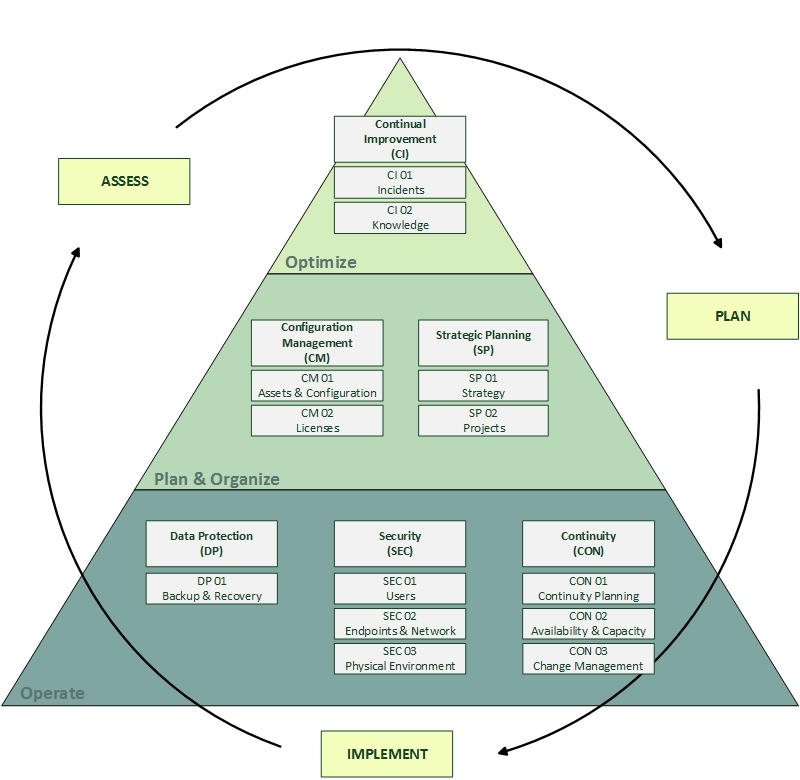 Continual
Improvement
(CI)
CI 01
Incidents
CI 02
Knowledge
Optimize
ASSESS
PLAN
Configuration
Management
(CM)
CM 01
Assets & Configuration
CM 02
Licenses
Strategic Planning
(SP)
SP 01
Strategy
SP 02
Projects
Plan & Organize
Data Protection
(DP)
DP 01
Backup & Recovery
Security
(SEC)
SEC 01
Users
SEC 02
Endpoints & Network
SEC 03
Physical Environment
Continuity
(CON)
CON 01
Continuity Planning
CON 02
Availability & Capacity
CON 03
Change Management
Operate
IMPLEMENT